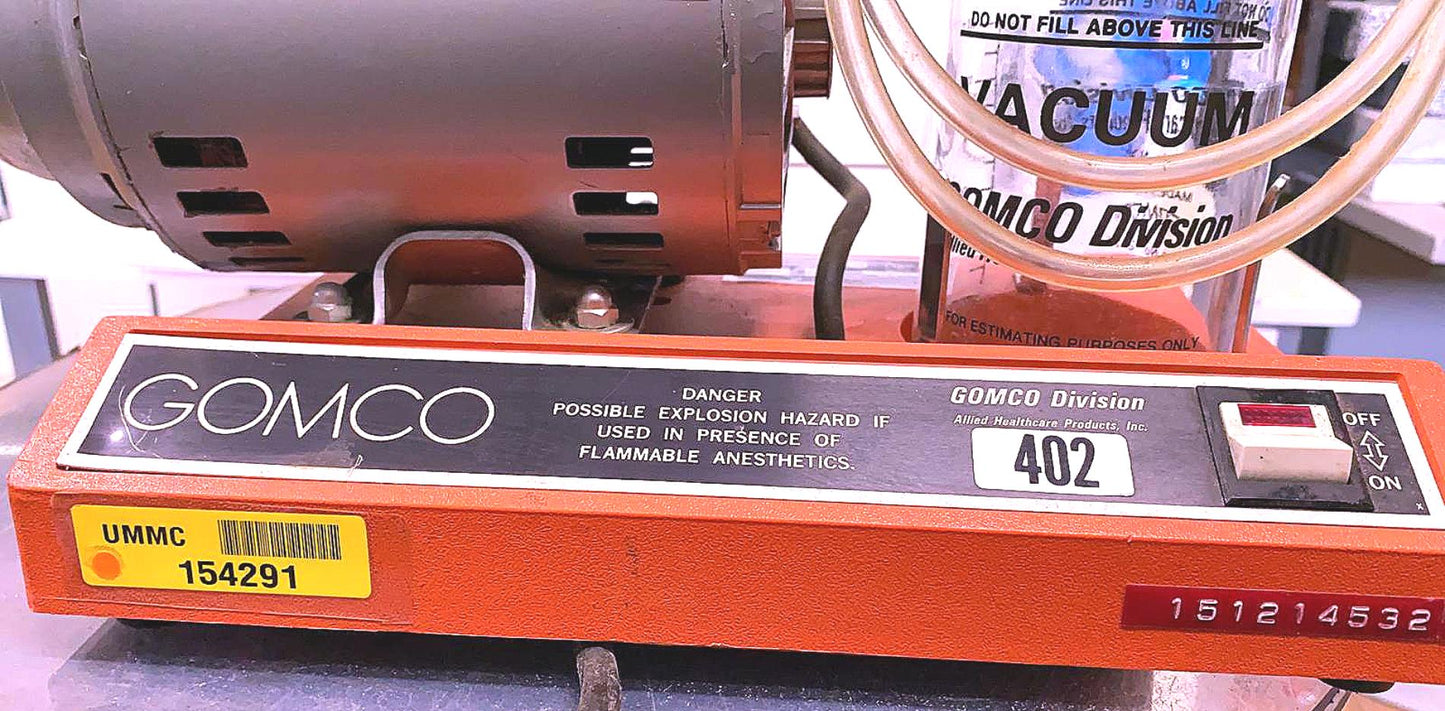 DO NOT FILL ABOVE THIS LINE
VACUUM
GOMCO Division
FOR ESTIMATING PURPOSES ONLY
GOMCO
DANGER
POSSIBLE EXPLOSION HAZARD IF
USED IN PRESENCE OF
FLAMMABLE ANESTHETICS.
GOMCO Division
Allied Healthcare Products, Inc.
402
OFF
ON
UMMC
154291
151214532